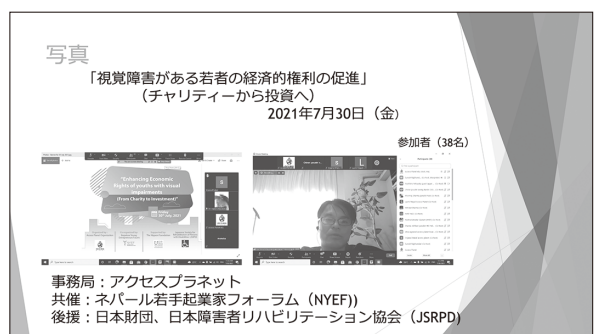 写真
「視覚障害がある若者の経済的権利の促進」
（チャリティーから投資へ）
2021年7月30日（金）
参加者（38名）
"Enhancing Economic
Rights of youths with visual
impairments
(From Charity to Investment)"
事務局：アクセスプラネット
共催：ネパール若手起業家フォーラム（NYEF))
後援：日本財団、日本障害者リハビリテーション協会（JSRPD)